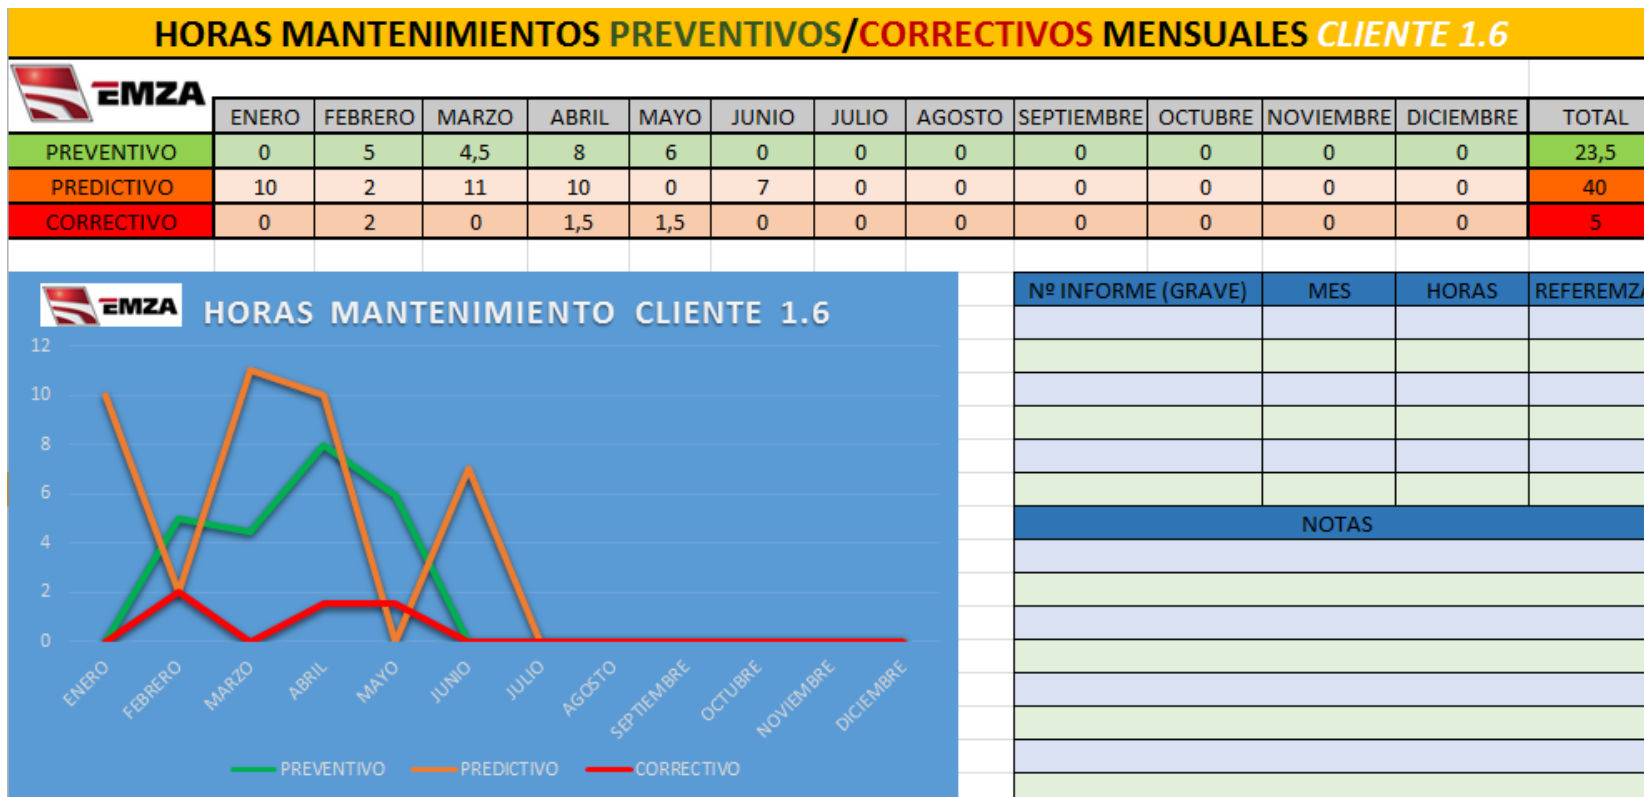 HORAS MANTENIMIENTOS PREVENTIVOS/CORRECTIVOS MENSUALES CLIENTE 1.6
EMZA
ENERO FEBRERO MARZO ABRIL MAYO JUNIO JULIO AGOSTO SEPTIEMBRE OCTUBRE NOVIEMBRE DICIEMBRE TOTAL
PREVENTIVO 0 5 4,5 8 6 0 0 0 0 0 0 0 23,5
PREDICTIVO 10 2 11 10 0 7 0 0 0 0 0 0 40
CORRECTIVO 0 2 0 1,5 1,5 0 0 0 0 0 0 0 5
EMZA
HORAS MANTENIMIENTO CLIENTE 1.6
12
10
8
6
4
2
0
ENERO FEBRERO MARZO ABRIL MAYO JUNIO JULIO AGOSTO SEPTIEMBRE OCTUBRE NOVIEMBRE DICIEMBRE
PREVENTIVO PREDICTIVO CORRECTIVO
Nº INFORME (GRAVE) MES HORAS REFEREMZA
NOTAS